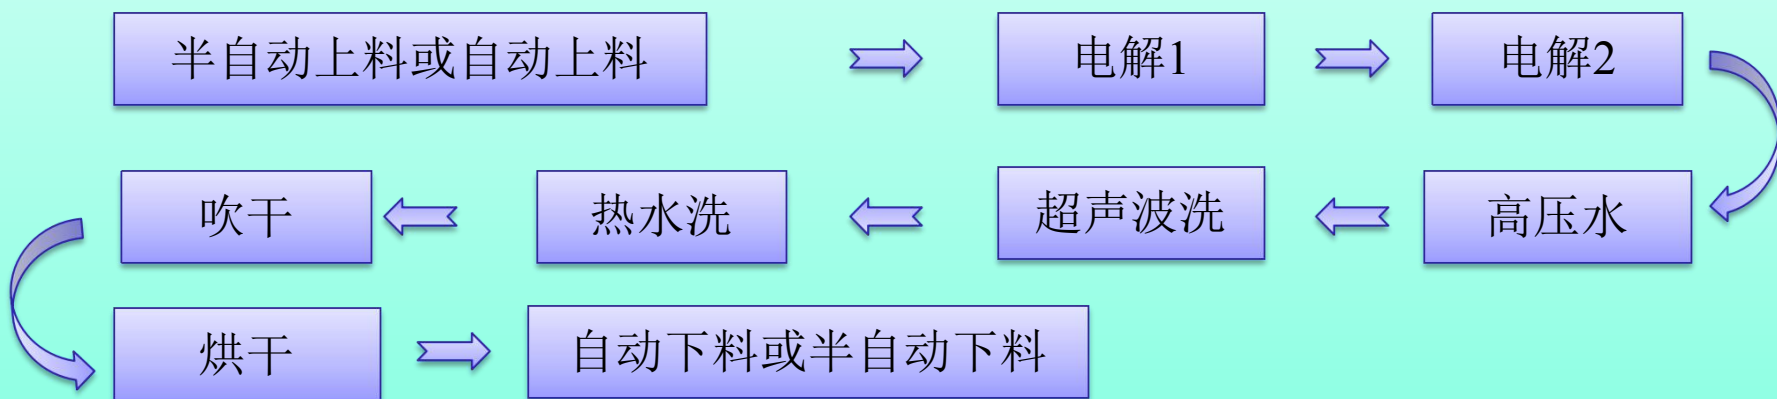 半自动上料或自动上料
电解1
电解2
高压水
超声波洗
热水洗
吹干
烘干
自动下料或半自动下料